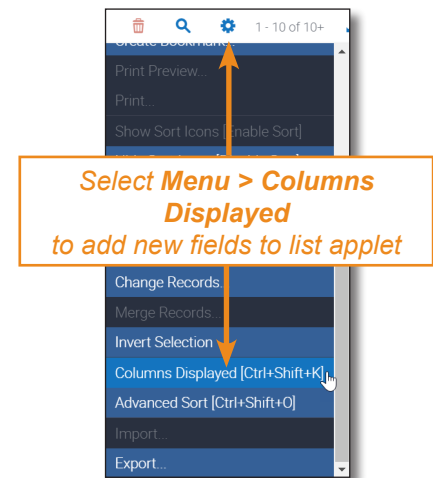 1 - 10 of 10+
Create Bookmark...
Print Preview...
Print...
Show Sort Icons [Enable Sort]
Select Menu > Columns
Displayed
to add new fields to list applet
Change Records...
Merge Records...
Invert Selection
Columns Displayed [Ctrl+Shift+K]
Advanced Sort [Ctrl+Shift+O]
Import...
Export...